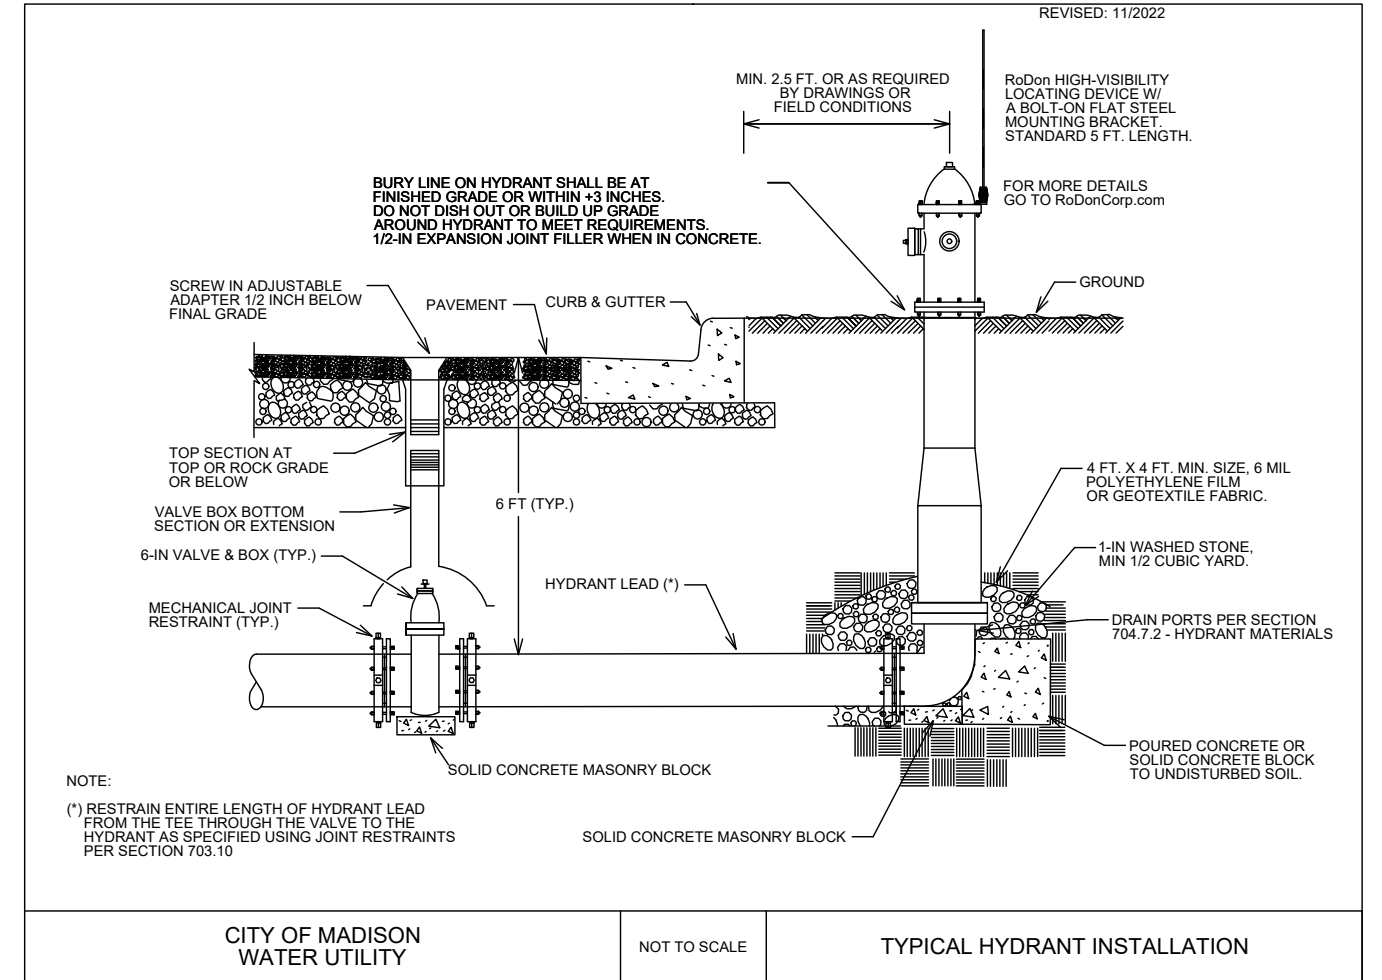 REVISED: 11/2022
MIN. 2.5 FT. OR AS REQUIRED
BY DRAWINGS OR
FIELD CONDITIONS
RoDon HIGH-VISIBILITY
LOCATING DEVICE W/
A BOLT-ON FLAT STEEL
MOUNTING BRACKET.
STANDARD 5 FT. LENGTH.
FOR MORE DETAILS
GO TO RoDonCorp.com
BURY LINE ON HYDRANT SHALL BE AT
FINISHED GRADE OR WITHIN +3 INCHES.
DO NOT DISH OUT OR BUILD UP GRADE
AROUND HYDRANT TO MEET REQUIREMENTS.
1/2-IN EXPANSION JOINT FILLER WHEN IN CONCRETE.
SCREW IN ADJUSTABLE
ADAPTER 1/2 INCH BELOW
FINAL GRADE
PAVEMENT
CURB & GUTTER
GROUND
TOP SECTION AT
TOP OR ROCK GRADE
OR BELOW
VALVE BOX BOTTOM
SECTION OR EXTENSION
6-IN VALVE & BOX (TYP.)
MECHANICAL JOINT
RESTRAINT (TYP.)
6 FT (TYP.)
HYDRANT LEAD (*)
4 FT. X 4 FT. MIN. SIZE, 6 MIL
POLYETHYLENE FILM
OR GEOTEXTILE FABRIC.
1-IN WASHED STONE,
MIN 1/2 CUBIC YARD.
DRAIN PORTS PER SECTION
704.7.2 - HYDRANT MATERIALS
POURED CONCRETE OR
SOLID CONCRETE BLOCK
TO UNDISTURBED SOIL.
SOLID CONCRETE MASONRY BLOCK
SOLID CONCRETE MASONRY BLOCK
NOTE:
(*) RESTRAIN ENTIRE LENGTH OF HYDRANT LEAD
FROM THE TEE THROUGH THE VALVE TO THE
HYDRANT AS SPECIFIED USING JOINT RESTRAINTS
PER SECTION 703.10
CITY OF MADISON
WATER UTILITY
NOT TO SCALE
TYPICAL HYDRANT INSTALLATION